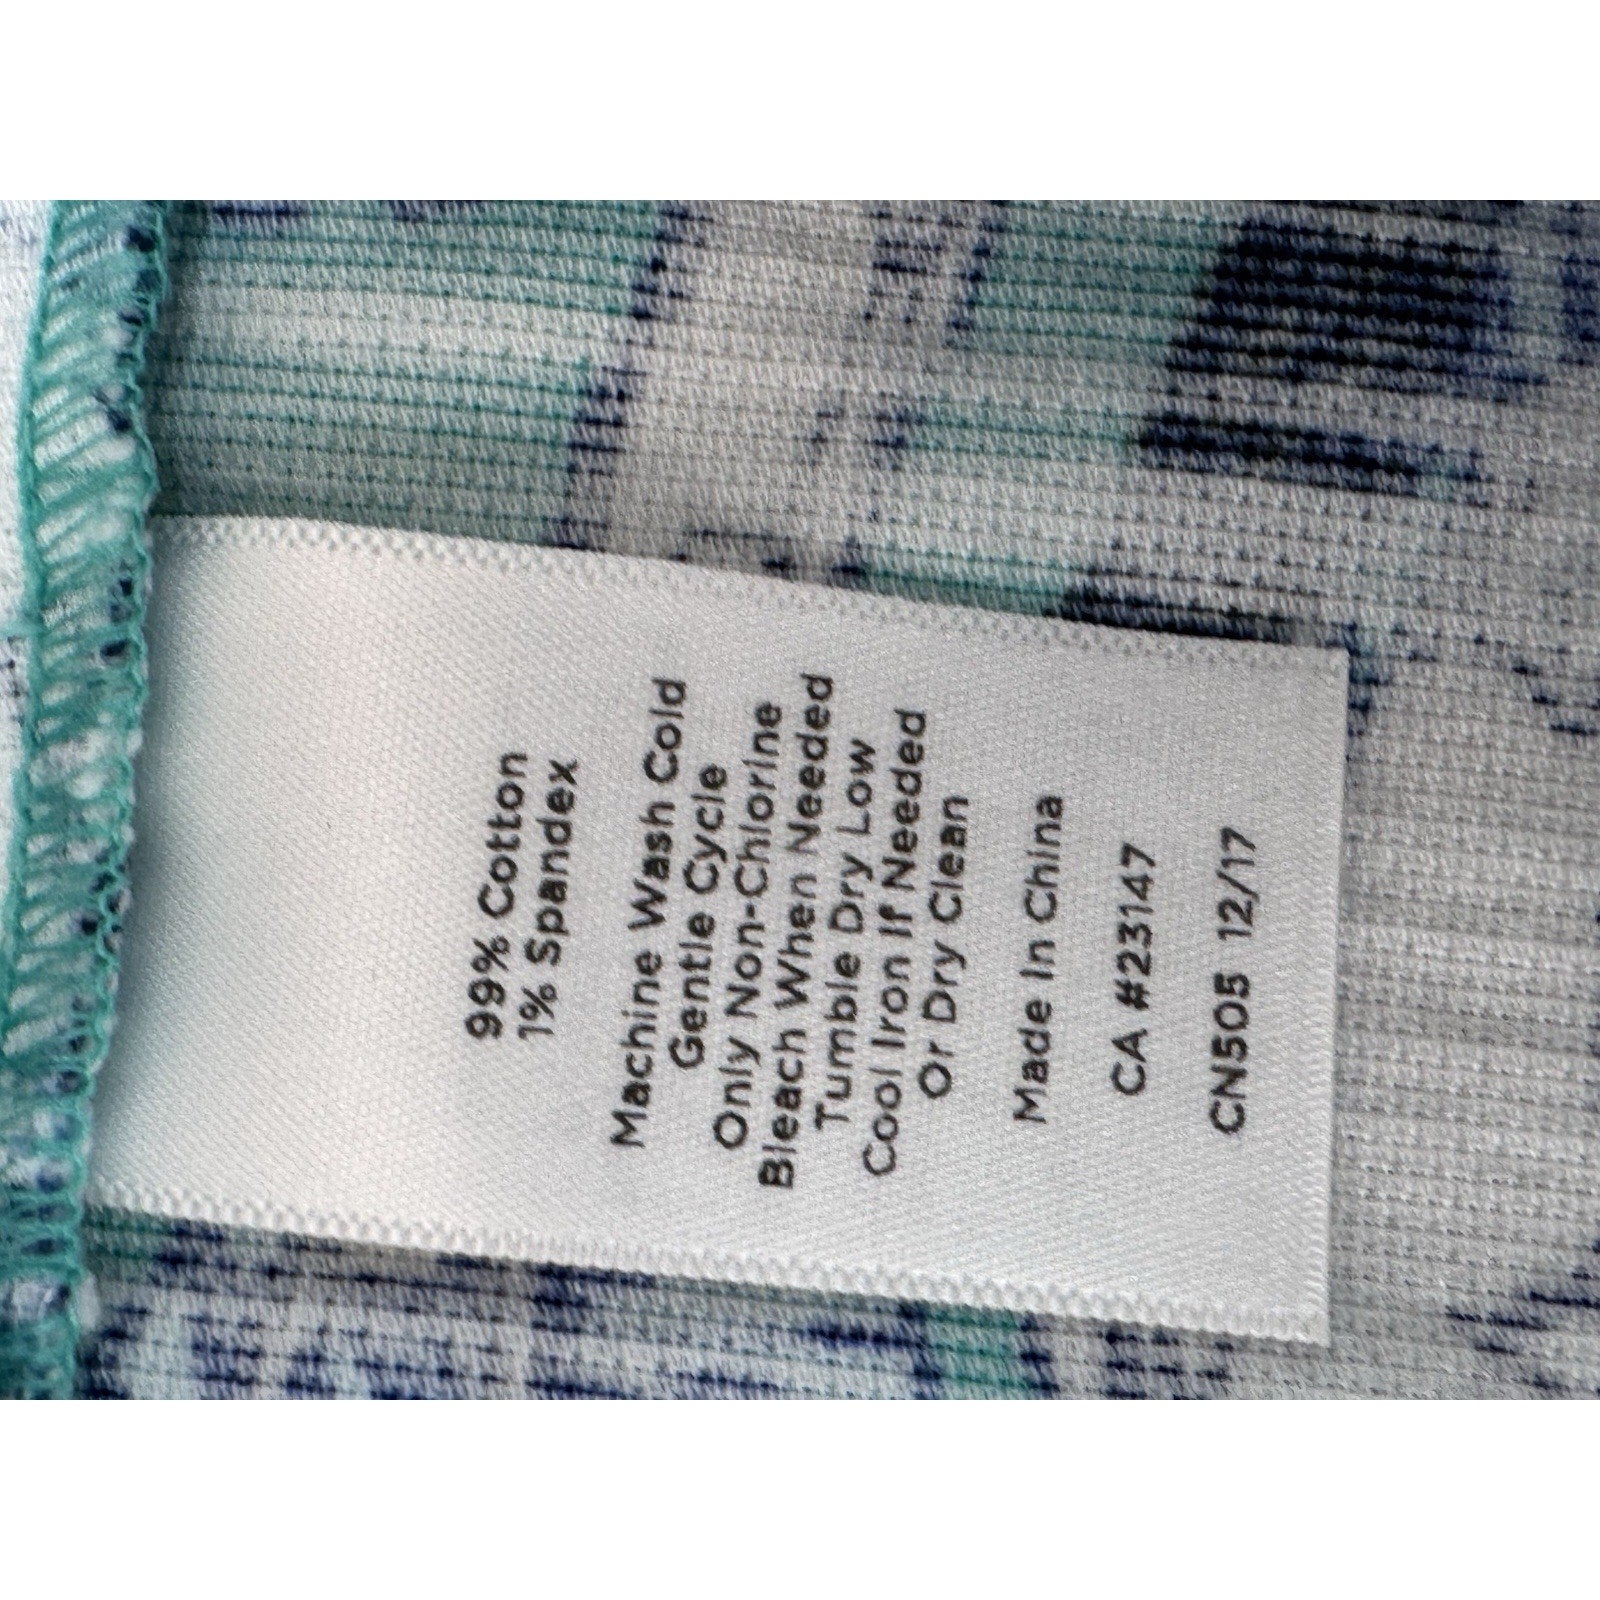 99% Cotton
1% Spandex
Machine Wash Cold
Gentle Cycle
Only Non-Chlorine
Bleach When Needed
Tumble Dry Low
Cool Iron If Needed
Or Dry Clean
Made In China
CA #23147
CN505 12/17